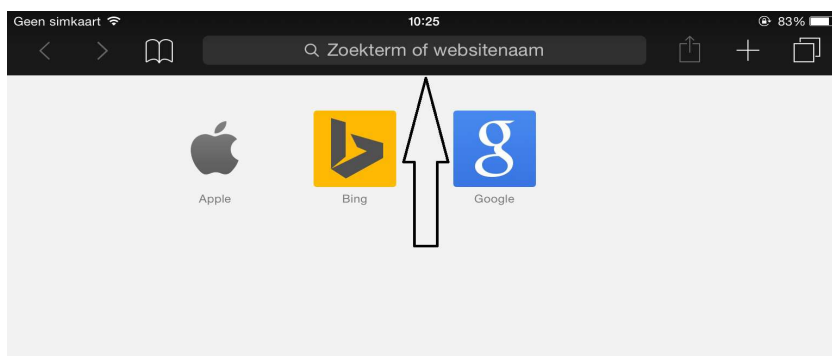 Geen simkaart 10:25 83%
Zoekterm of websitenaam
g
Apple Bing Google